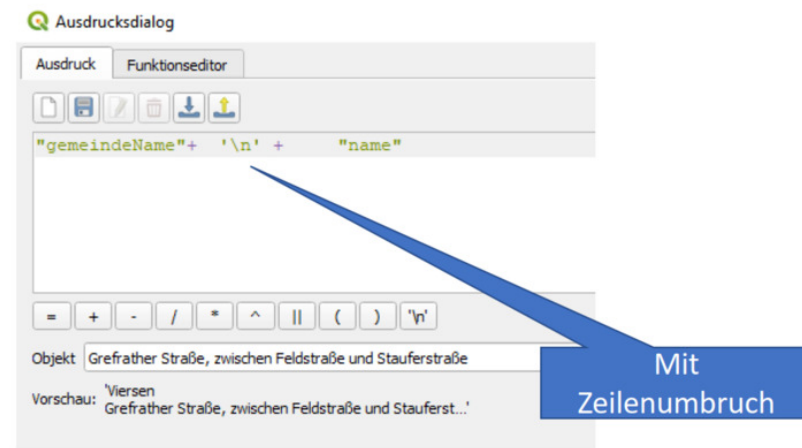 Ausdrucksdialog
Ausdruck Funktionseditor
"gemeindeName"+ '\n' + "name"
= + - / * ^ || ( ) '\n'
Objekt Grefrather Straße, zwischen Feldstraße und Stauferstraße
Vorschau: 'Viersen
Grefrather Straße, zwischen Feldstraße und Stauferst...'
Mit
Zeilenumbruch